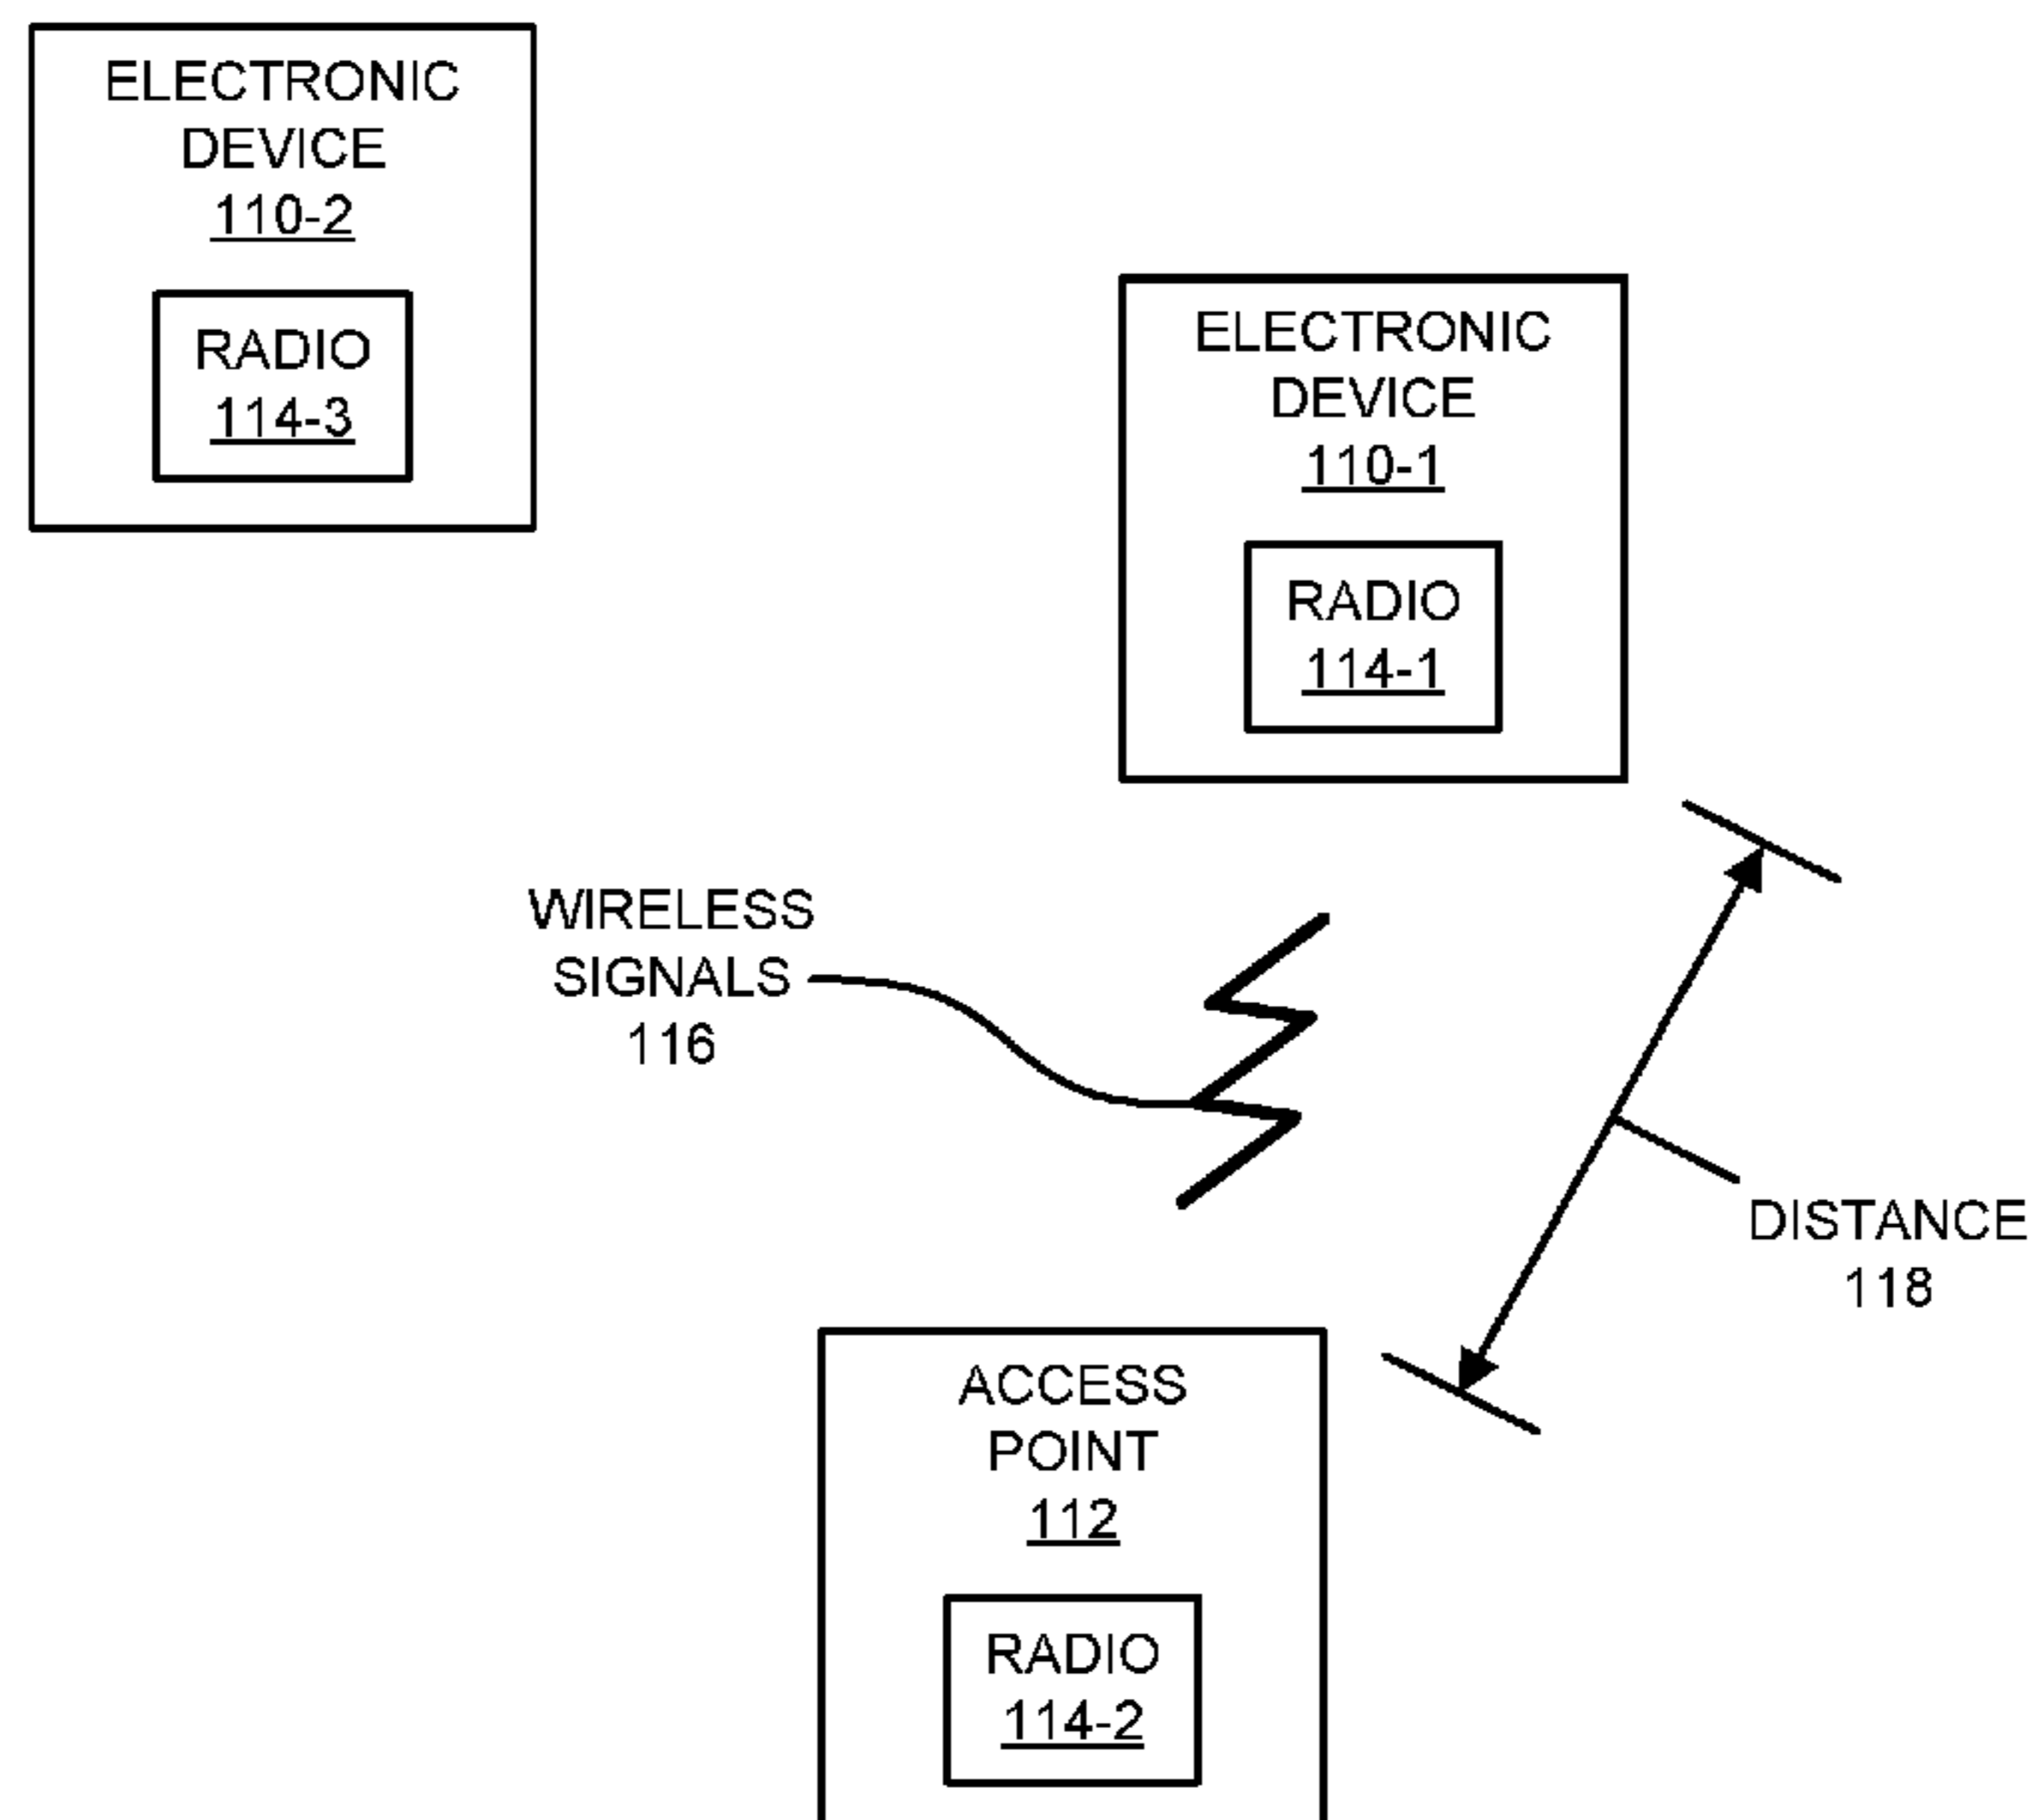 ELECTRONIC
DEVICE
110-2
RADIO
114-3
ELECTRONIC
DEVICE
110-1
RADIO
114-1
WIRELESS
SIGNALS
116
DISTANCE
118
ACCESS
POINT
112
RADIO
114-2